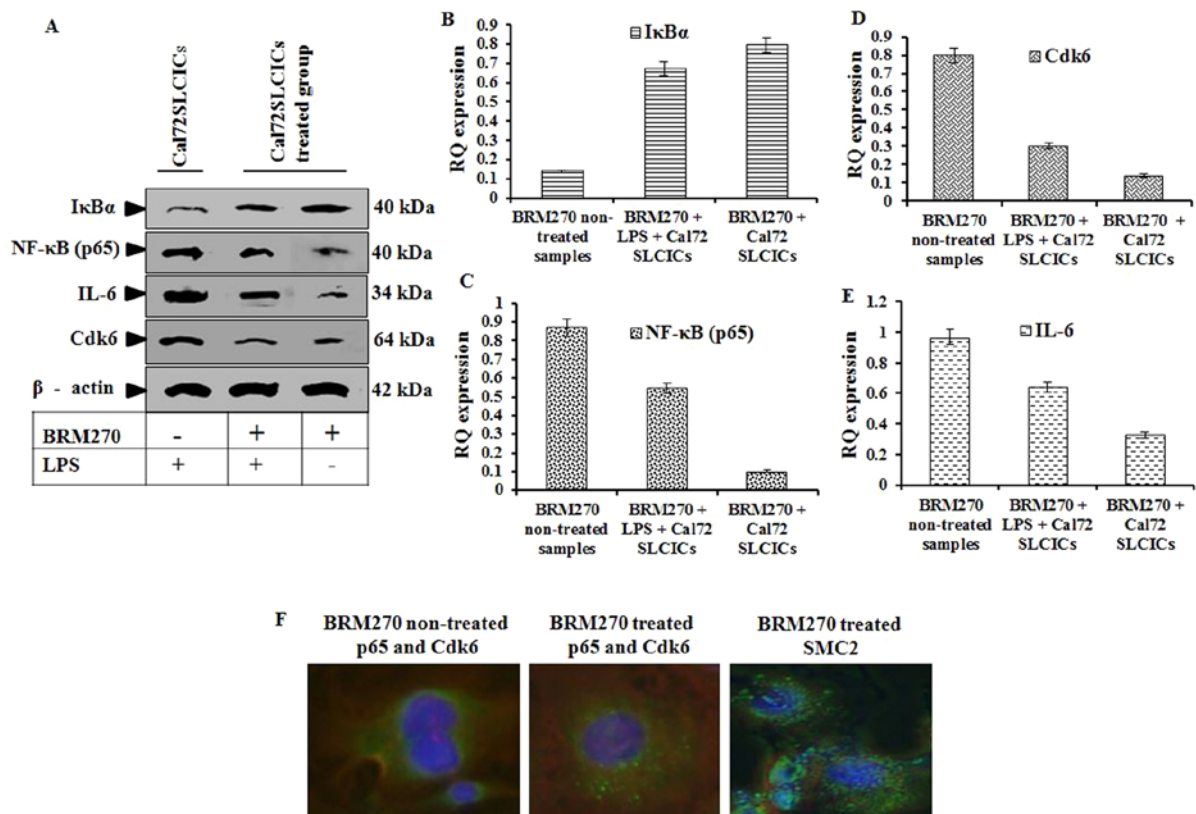 A
Cal72SLCICs
Cal72SLCICs
treated group
IκBα
40 kDa
NF-κB (p65)
40 kDa
IL-6
34 kDa
Cdk6
64 kDa
β - actin
42 kDa
BRM270 - + +
LPS + + -
B
RQ expression
0.9
0.8
0.7
0.6
0.5
0.4
0.3
0.2
0.1
IκBα
BRM270 non-
treated
samples
BRM270 +
LPS + Cal72
SLCICs
BRM270 +
Cal72
SLCICs
C
RQ expression
1
0.9
0.8
0.7
0.6
0.5
0.4
0.3
0.2
0.1
0
NF-κB (p65)
BRM270
non-treated
samples
BRM270 +
LPS + Cal72
SLCICs
BRM270 +
Cal72
SLCICs
D
RQ expression
0.9
0.8
0.7
0.6
0.5
0.4
0.3
0.2
0.1
0
Cdk6
BRM270
non-treated
samples
BRM270 +
LPS + Cal72
SLCICs
BRM270 +
Cal72
SLCICs
E
RQ expression
1.2
1
0.8
0.6
0.4
0.2
0
IL-6
BRM270
non-treated
samples
BRM270 +
LPS + Cal72
SLCICs
BRM270 +
Cal72
SLCICs
F
BRM270 non-treated
p65 and Cdk6
BRM270 treated
p65 and Cdk6
BRM270 treated
SMC2